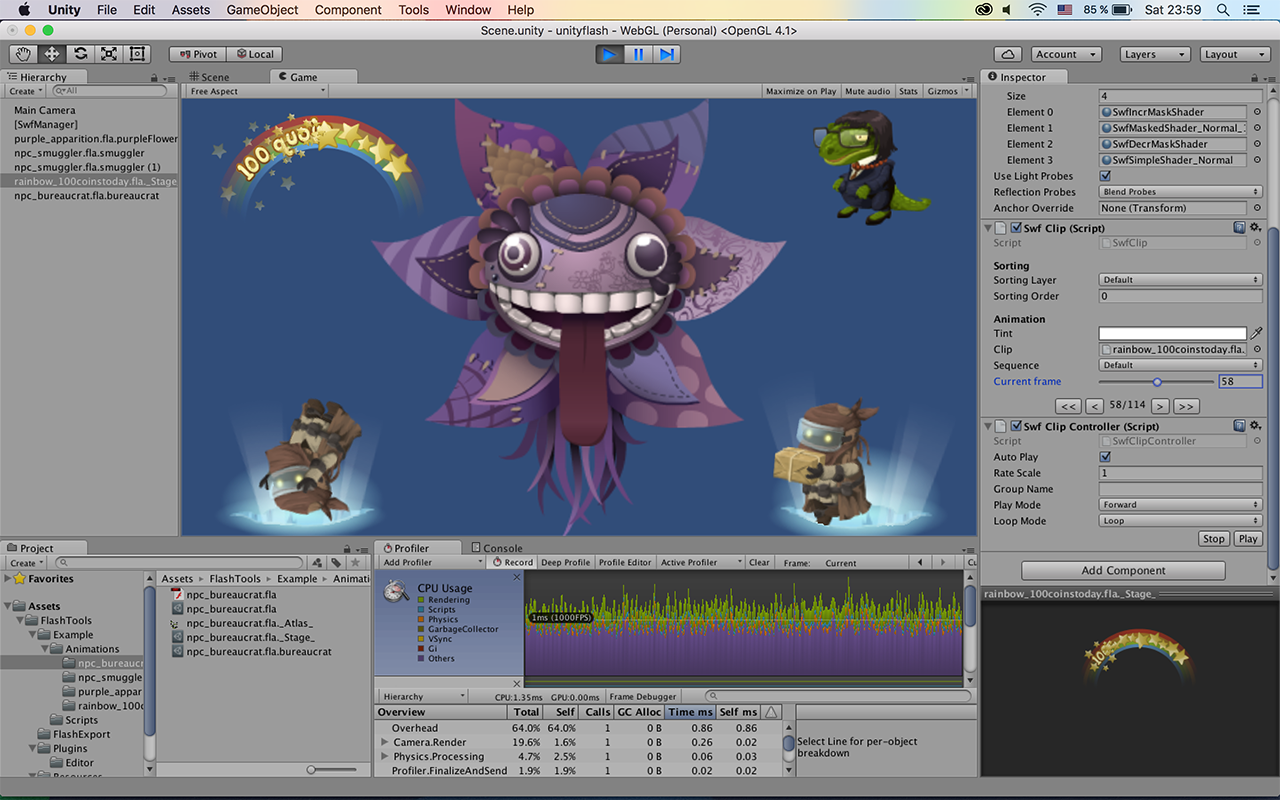 Unity File Edit Assets GameObject Component Tools Window Help 85 % Sat 23:59
Scene.unity - unityflash - WebGL (Personal) <OpenGL 4.1>
Pivot Local Account Layers Layout
Hierarchy
Create All
Main Camera
[SwfManager]
purple_apparition.fla.purpleFlower
npc_smuggler.fla.smuggler
npc_smuggler.fla.smuggler (1)
rainbow_100coinstoday.fla._Stage
npc_bureaucrat.fla.bureaucrat
Scene Game
Free Aspect Maximize on Play Mute audio Stats Gizmos
100
Inspector
Size 4
Element 0 SwfIncrMaskShader
Element 1 SwfMaskedShader_Normal_
Element 2 SwfDecrMaskShader
Element 3 SwfSimpleShader_Normal
Use Light Probes
Reflection Probes Blend Probes
Anchor Override None (Transform)
Swf Clip (Script)
Script SwfClip
Sorting
Sorting Layer Default
Sorting Order 0
Animation
Tint
Clip rainbow_100coinstoday.fla.
Sequence Default
Current frame 58
<< < 58/114 > >>
Swf Clip Controller (Script)
Script SwfClipController
Auto Play
Rate Scale 1
Group Name
Play Mode Forward
Loop Mode Loop
Stop Play
Add Component
rainbow_100coinstoday.fla._Stage_
100
Project
Create
Favorites
Assets
FlashTools
Example
Animations
npc_bureaucr
npc_smuggle
purple_appar
rainbow_100c
Scripts
FlashExport
Plugins
Editor
Resources
Assets FlashTools Example Animati
npc_bureaucrat.fla
npc_bureaucrat.fla
npc_bureaucrat.fla._Atlas_
npc_bureaucrat.fla._Stage_
npc_bureaucrat.fla.bureaucrat
Profiler Console
Add Profiler Record Deep Profile Profile Editor Active Profiler Clear Frame: Current Cu
CPU Usage
Rendering
Scripts
Physics
GarbageCollector
VSync
Gi
Others
1ms (1000FPS)
Hierarchy CPU:1.35ms GPU:0.00ms Frame Debugger
Overview Total Self Calls GC Alloc Time ms Self ms
Overhead 64.0% 64.0% 1 0 B 0.86 0.86
Camera.Render 19.6% 1.6% 1 0 B 0.26 0.02
Physics.Processing 4.7% 2.5% 1 0 B 0.06 0.03
Profiler.FinalizeAndSend 1.9% 1.9% 1 0 B 0.02 0.02
Select Line for per-object
breakdown